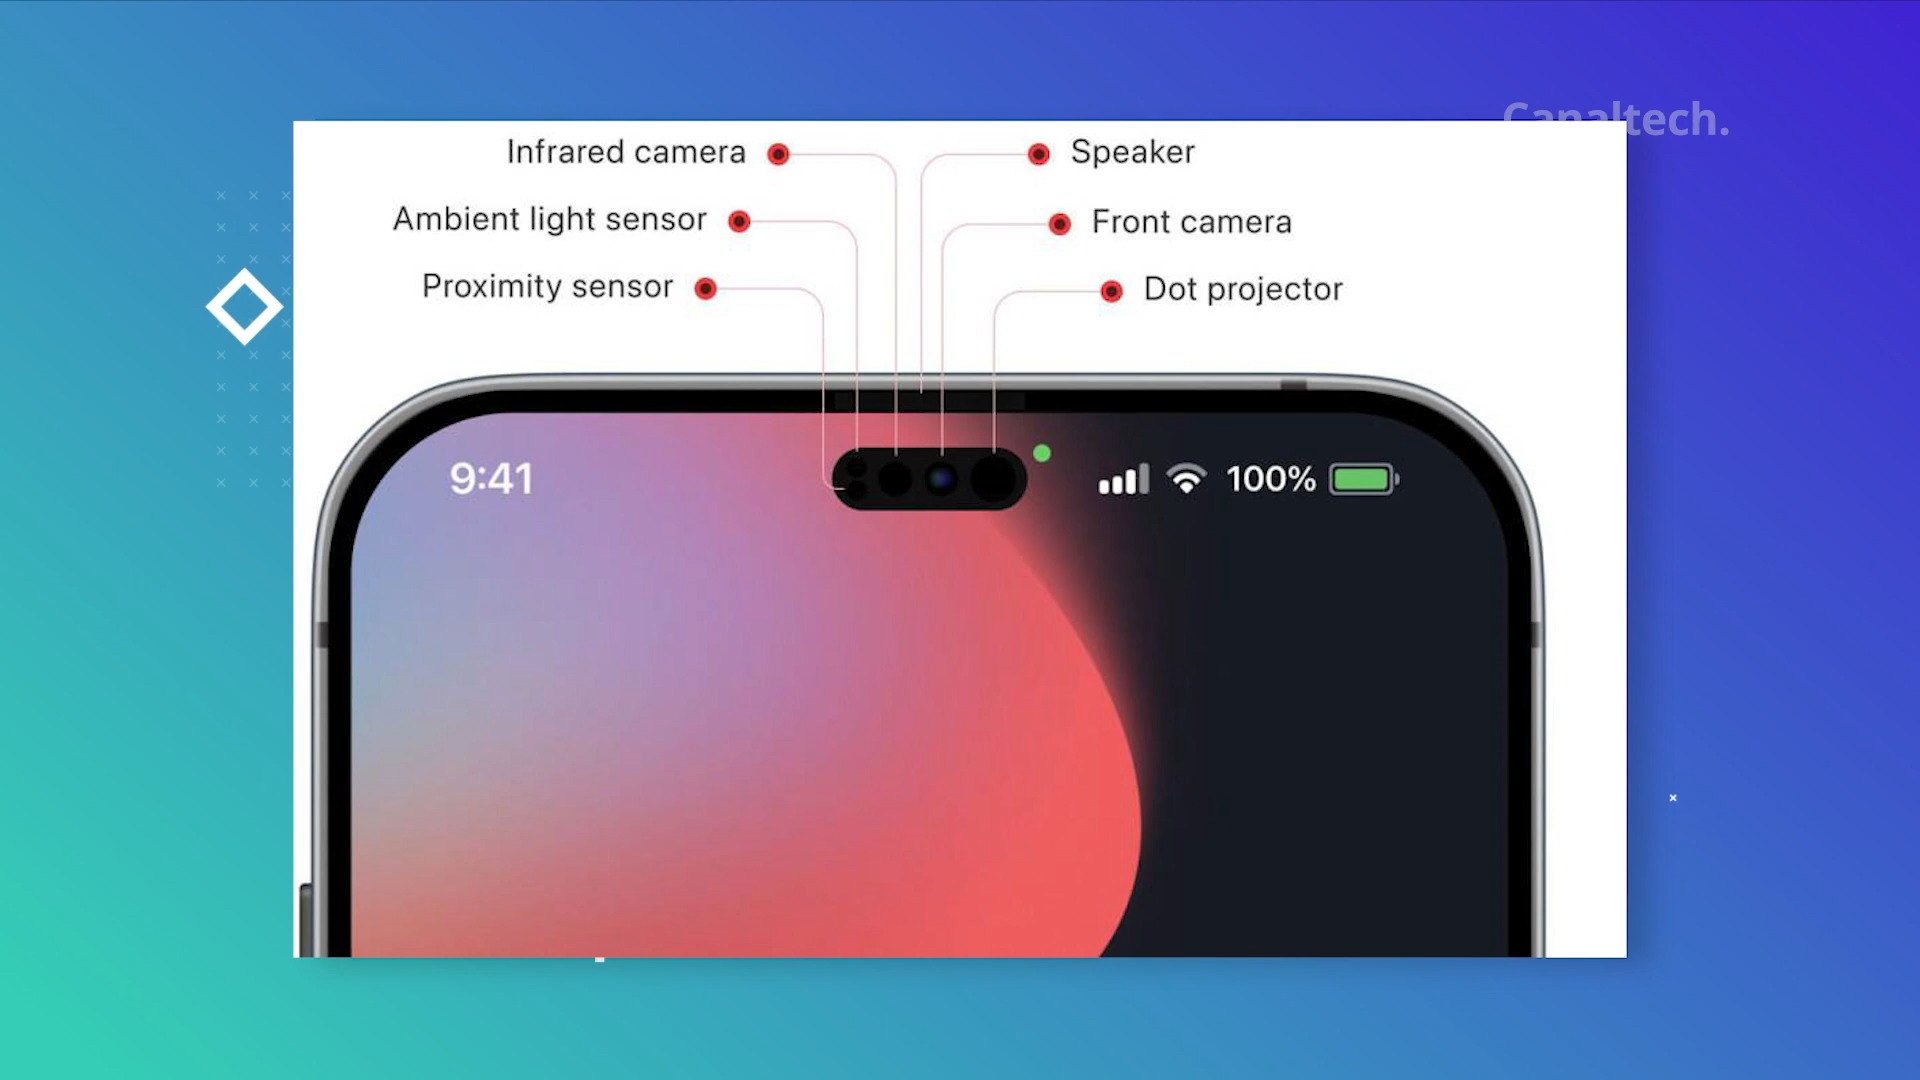 Canaltech.
Infrared camera
Speaker
Ambient light sensor
Front camera
Proximity sensor
Dot projector
9:41
100%